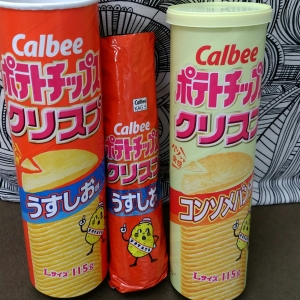 Calbee
ポテトチップス
クリスプ
うすしお味
Lサイズ 115g
Calbee
Calbee
ポテトチップス
クリスプ
うすしお
Calbee
ポテトチップス
クリスプ
コンソメパンチ
Lサイズ 115g